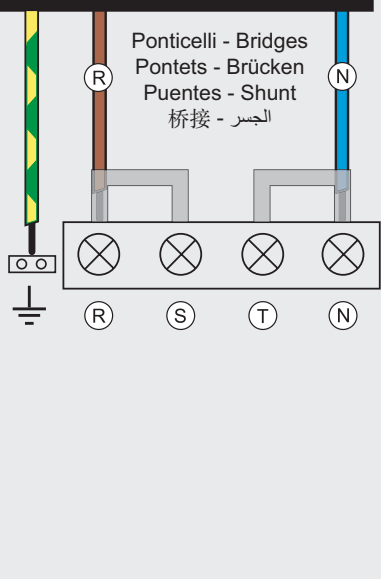 Ponticelli - Bridges
Pontets - Brücken
Puentes - Shunt
桥接 - الجسر
R N
R S T N